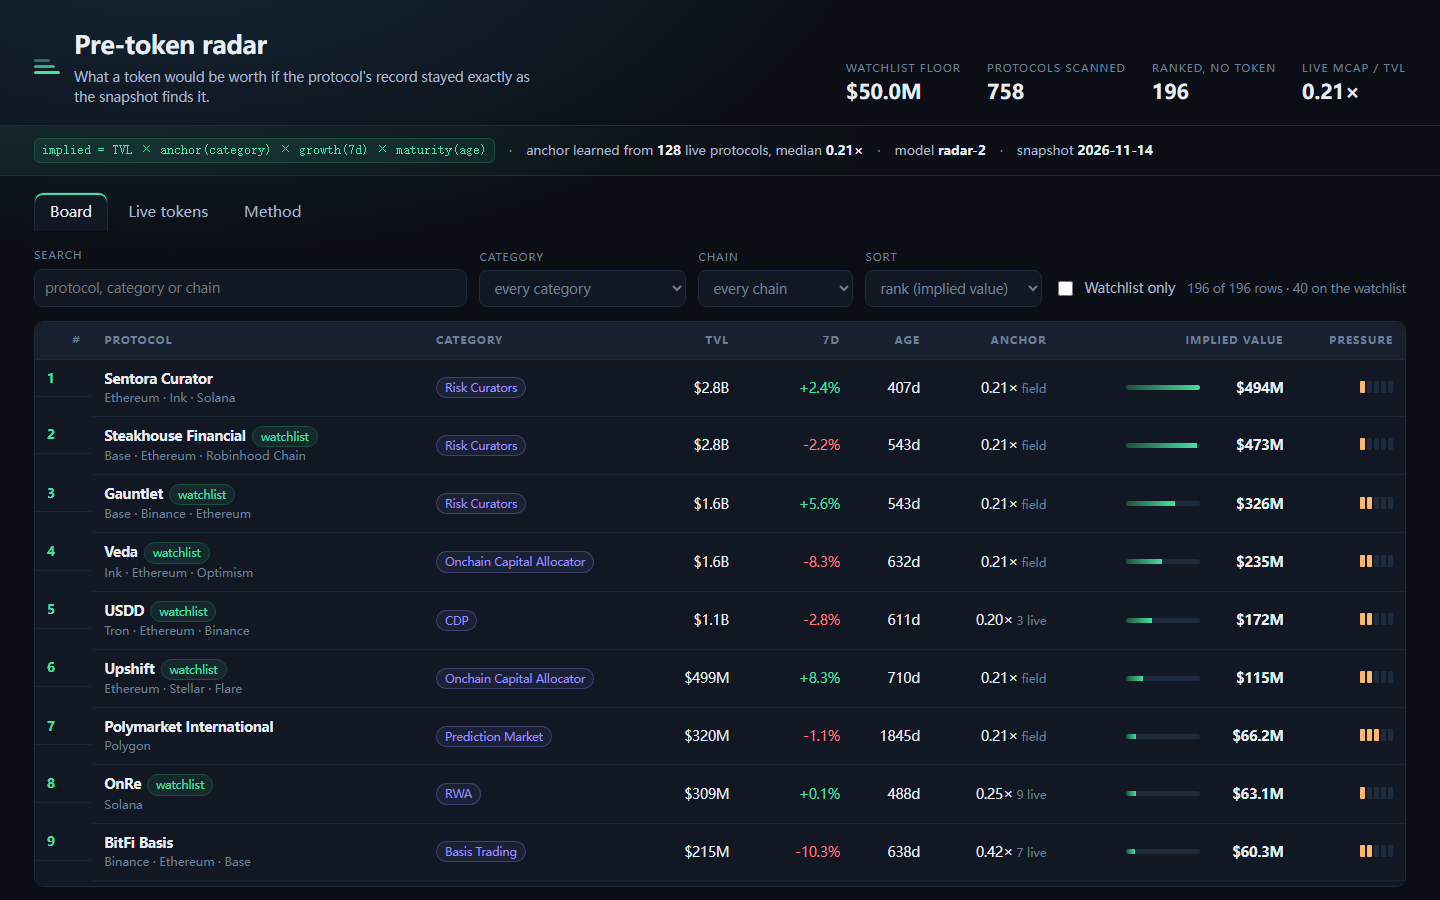 Pre-token radar
What a token would be worth if the protocol's record stayed exactly as
the snapshot finds it.
WATCHLIST FLOOR PROTOCOLS SCANNED RANKED, NO TOKEN LIVE MCAP / TVL
$50.0M 758 196 0.21×
implied = TVL × anchor(category) × growth(7d) × maturity(age) · anchor learned from 128 live protocols, median 0.21× · model radar-2 · snapshot 2026-11-14
Board Live tokens Method
SEARCH CATEGORY CHAIN SORT
protocol, category or chain every category every chain rank (implied value) Watchlist only 196 of 196 rows · 40 on the watchlist
# PROTOCOL CATEGORY TVL 7D AGE ANCHOR IMPLIED VALUE PRESSURE
1 Sentora Curator Risk Curators $2.8B +2.4% 407d 0.21× field $494M
Ethereum · Ink · Solana
2 Steakhouse Financial watchlist Risk Curators $2.8B -2.2% 543d 0.21× field $473M
Base · Ethereum · Robinhood Chain
3 Gauntlet watchlist Risk Curators $1.6B +5.6% 543d 0.21× field $326M
Base · Binance · Ethereum
4 Veda watchlist Onchain Capital Allocator $1.6B -8.3% 632d 0.21× field $235M
Ink · Ethereum · Optimism
5 USDD watchlist CDP $1.1B -2.8% 611d 0.20× 3 live $172M
Tron · Ethereum · Binance
6 Upshift watchlist Onchain Capital Allocator $499M +8.3% 710d 0.21× field $115M
Ethereum · Stellar · Flare
7 Polymarket International Prediction Market $320M -1.1% 1845d 0.21× field $66.2M
Polygon
8 OnRe watchlist RWA $309M +0.1% 488d 0.25× 9 live $63.1M
Solana
9 BitFi Basis Basis Trading $215M -10.3% 638d 0.42× 7 live $60.3M
Binance · Ethereum · Base